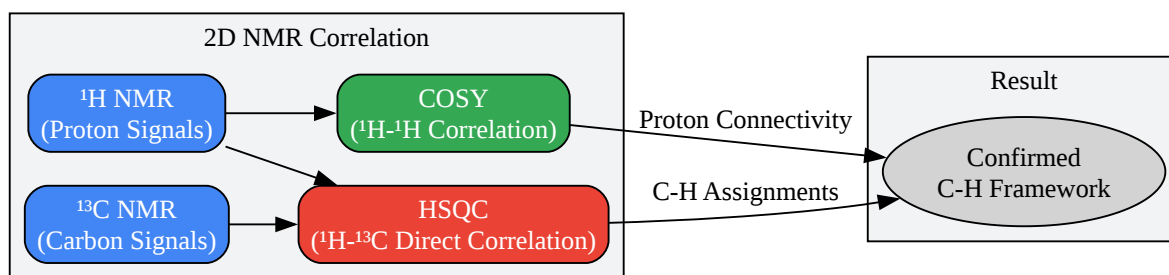 2D NMR Correlation
¹H NMR
(Proton Signals)
COSY
(¹H-¹H Correlation)
¹³C NMR
(Carbon Signals)
HSQC
(¹H-¹³C Direct Correlation)
Proton Connectivity
C-H Assignments
Result
Confirmed
C-H Framework